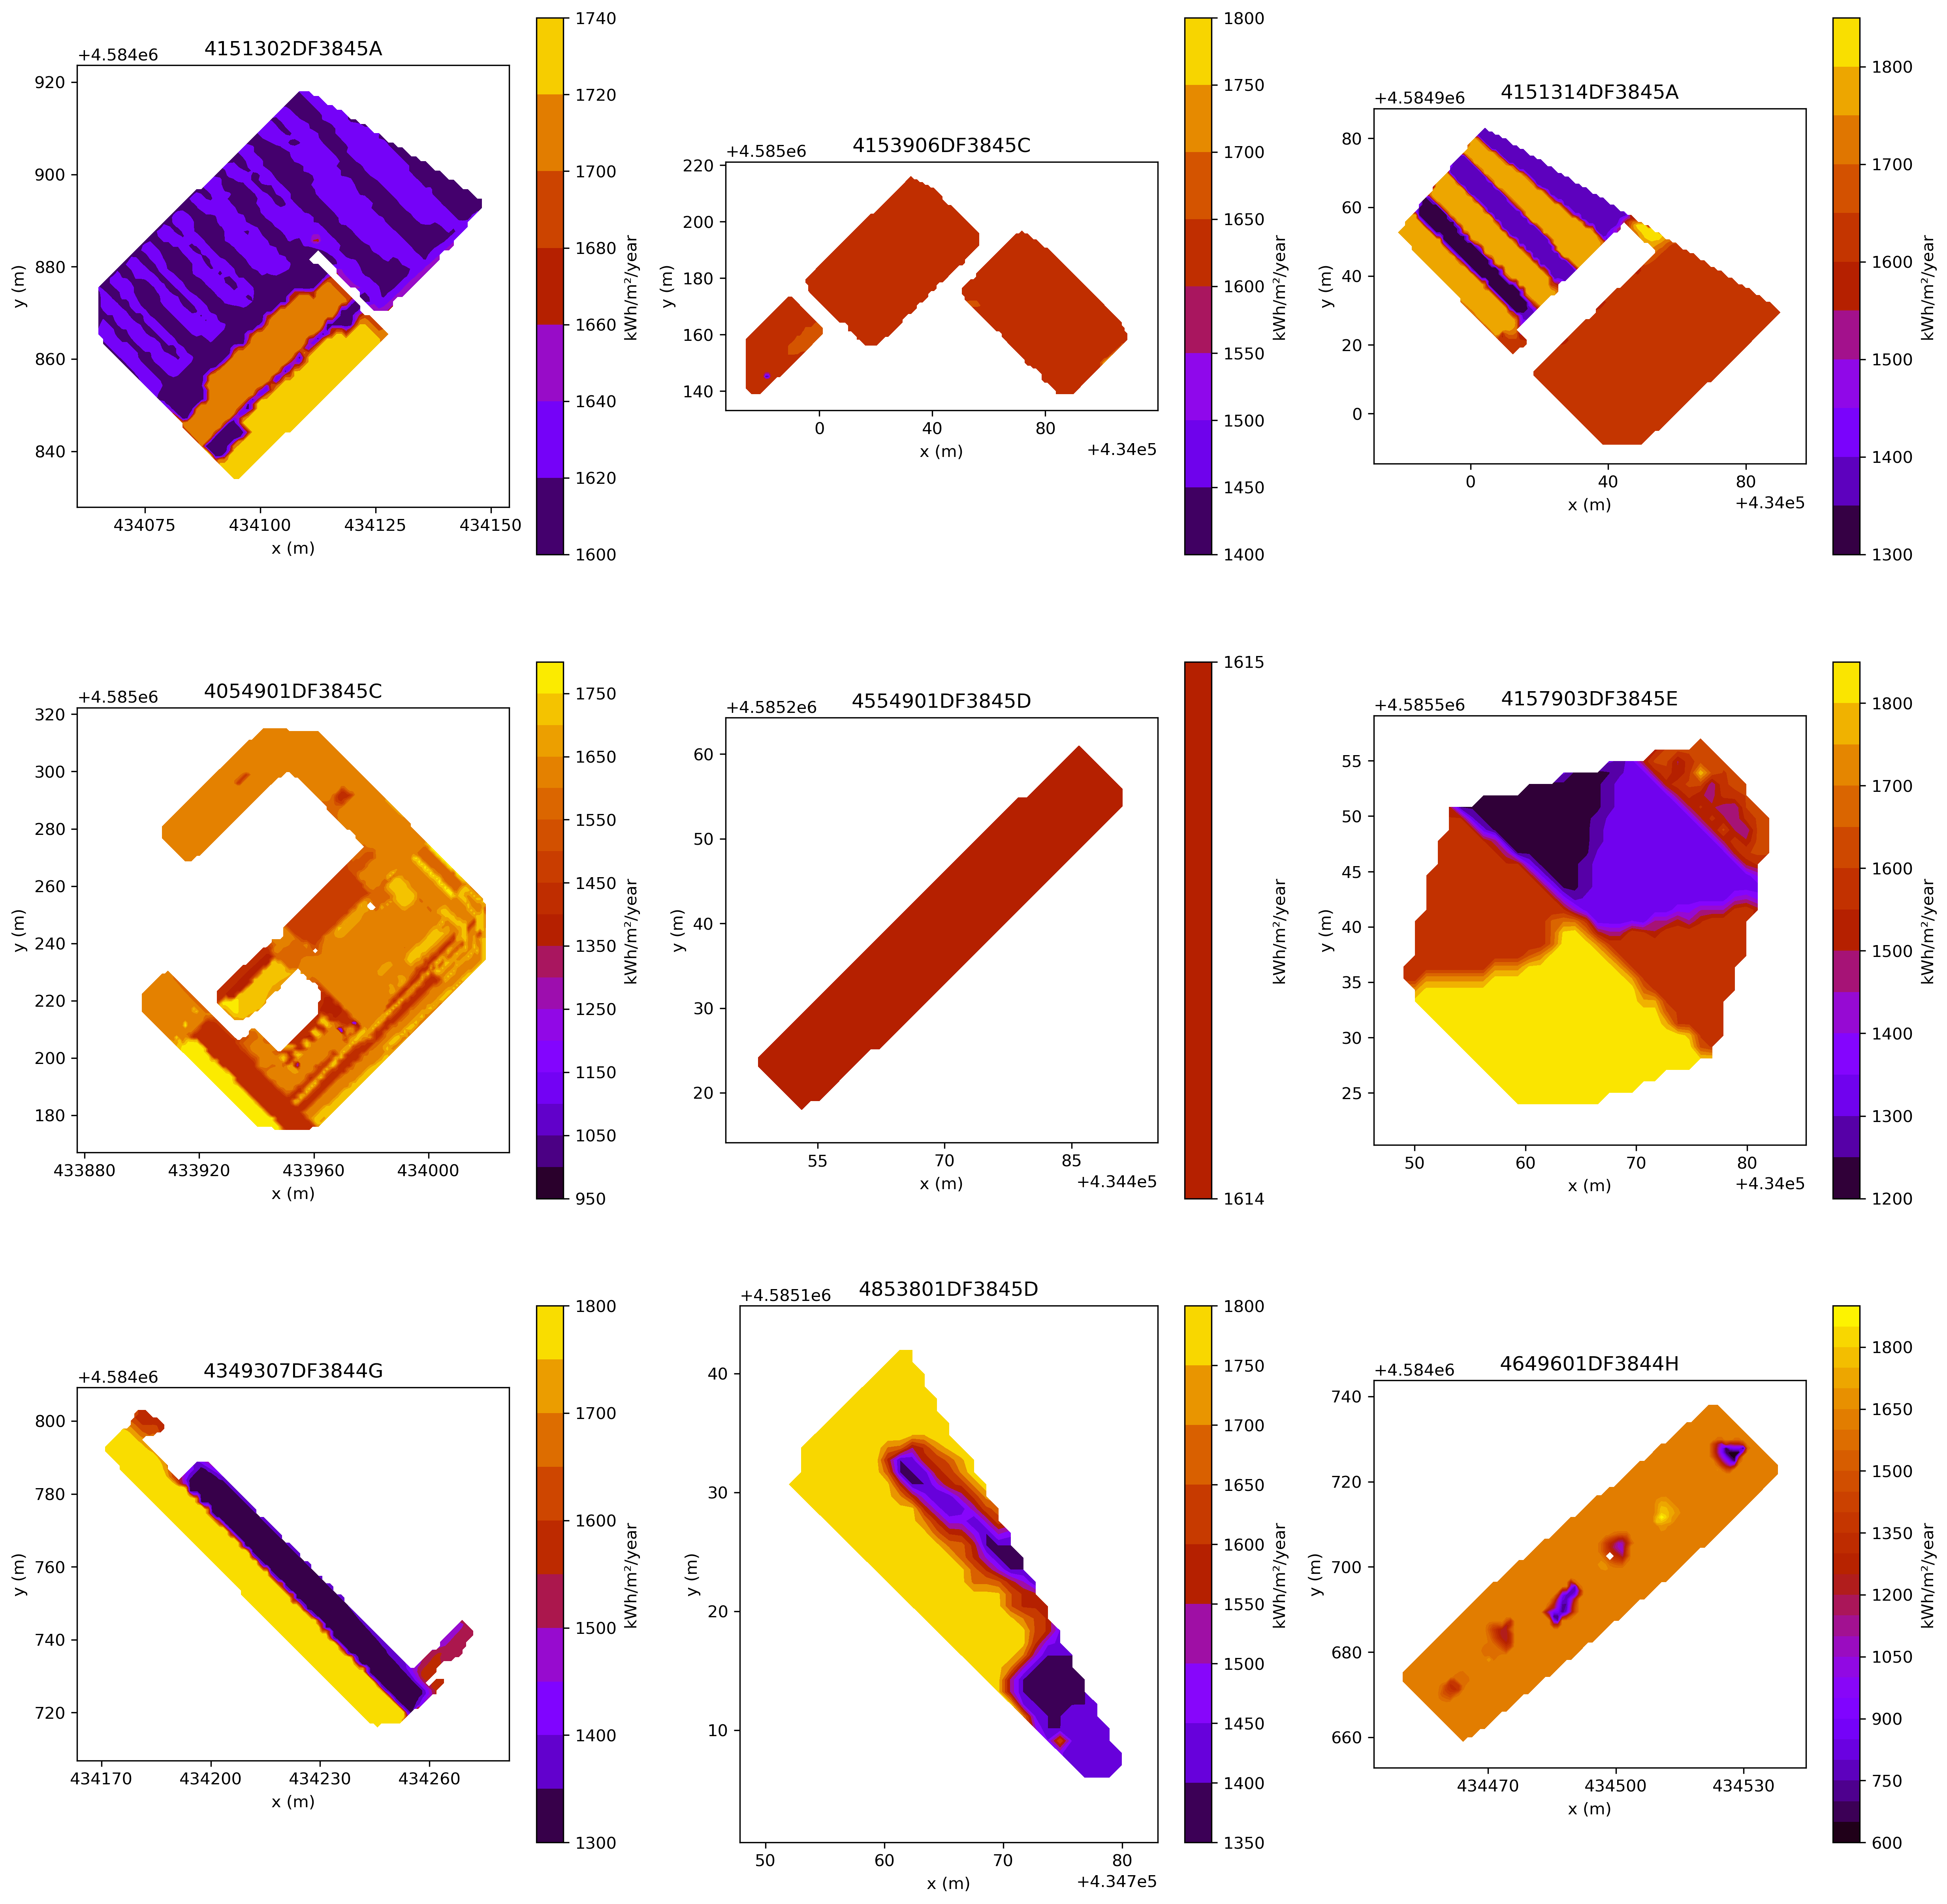 4151302DF3845A
+4.584e6
920
900
880
860
840
y (m)
434075 434100 434125 434150
x (m)
1740
1720
1700
1680
1660
1640
1620
1600
kWh/m²/year
4153906DF3845C
+4.585e6
220
200
180
160
140
y (m)
0 40 80
x (m)
+4.34e5
1800
1750
1700
1650
1600
1550
1500
1450
1400
kWh/m²/year
4151314DF3845A
+4.5849e6
80
60
40
20
0
y (m)
0 40 80
x (m)
+4.34e5
1800
1700
1600
1500
1400
1300
kWh/m²/year
4054901DF3845C
+4.585e6
320
300
280
260
240
220
200
180
y (m)
433880 433920 433960 434000
x (m)
1750
1650
1550
1450
1350
1250
1150
1050
950
kWh/m²/year
4554901DF3845D
+4.5852e6
60
50
40
30
20
y (m)
55 70 85
x (m)
+4.344e5
1615
1614
kWh/m²/year
4157903DF3845E
+4.5855e6
55
50
45
40
35
30
25
y (m)
50 60 70 80
x (m)
+4.34e5
1800
1700
1600
1500
1400
1300
1200
kWh/m²/year
4349307DF3844G
+4.584e6
800
780
760
740
720
y (m)
434170 434200 434230 434260
x (m)
1800
1700
1600
1500
1400
1300
kWh/m²/year
4853801DF3845D
+4.5851e6
40
30
20
10
y (m)
50 60 70 80
x (m)
+4.347e5
1800
1750
1700
1650
1600
1550
1500
1450
1400
1350
kWh/m²/year
4649601DF3844H
+4.584e6
740
720
700
680
660
y (m)
434470 434500 434530
x (m)
1800
1650
1500
1350
1200
1050
900
750
600
kWh/m²/year